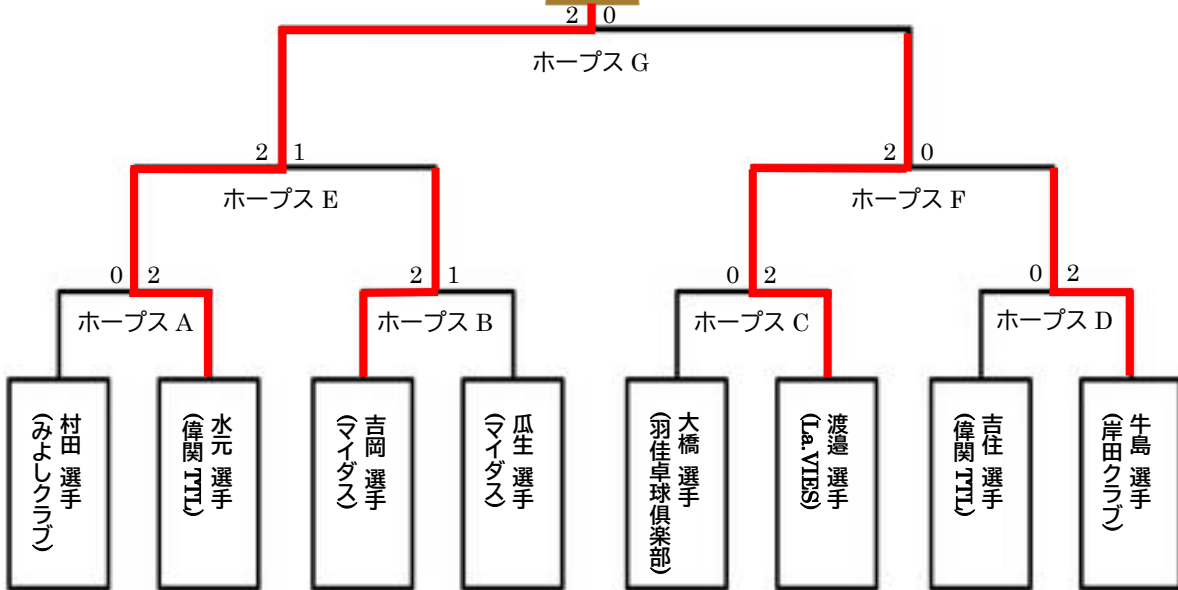 2 0
ホープス G
2 1
2 0
ホープス E
ホープス F
0 2
2 1
0 2
0 2
ホープス A
ホープス B
ホープス C
ホープス D
村田 選手
(みよしクラブ)
水元 選手
(偉関 TTL)
吉岡 選手
(マイダス)
瓜生 選手
(マイダス)
大橋 選手
(羽佳卓球倶楽部)
渡邉 選手
(La.VIES)
吉住 選手
(偉関 TTL)
牛島 選手
(岸田クラブ)